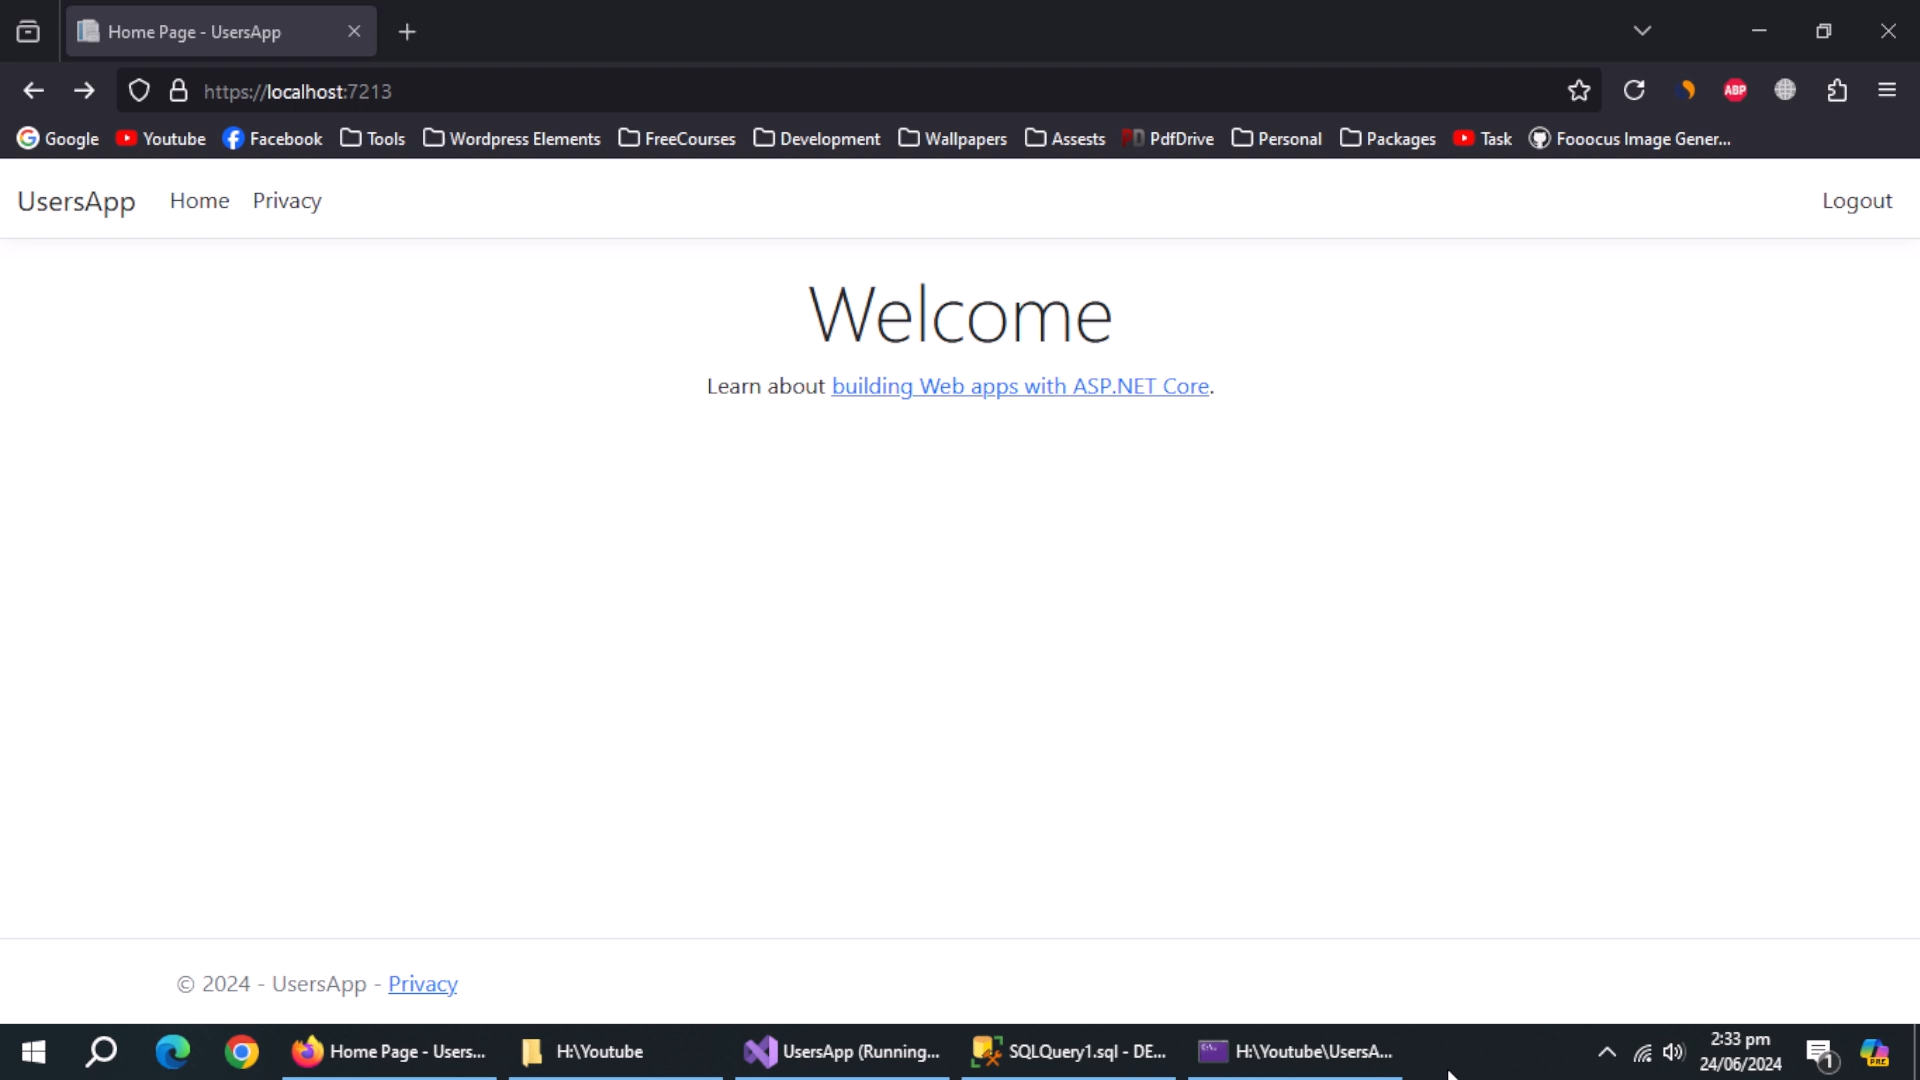 Home Page - UsersApp
https://localhost:7213
Google Youtube Facebook Tools Wordpress Elements FreeCourses Development Wallpapers Assests PdfDrive Personal Packages Task Fooocus Image Gener...
ABP
UsersApp Home Privacy Logout
Welcome
Learn about building Web apps with ASP.NET Core.
© 2024 - UsersApp - Privacy
Home Page - Users... H:\Youtube UsersApp (Running... SQLQuery1.sql - DE... H:\Youtube\UsersA...
2:33 pm
24/06/2024
1
PRE